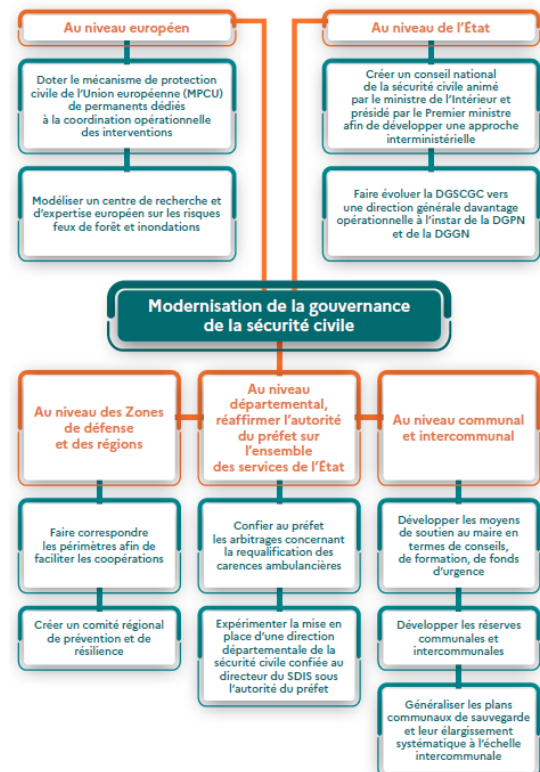 Au niveau européen
Doter le mécanisme de protection
civile de l'Union européenne (MPCU)
de permanents dédiés
à la coordination opérationnelle
des interventions
Modéliser un centre de recherche et
d'expertise européen sur les risques
feux de forêt et inondations
Au niveau de l'État
Créer un conseil national
de la sécurité civile animé
par le ministre de l'Intérieur et
présidé par le Premier ministre
afin de développer une approche
interministérielle
Faire évoluer la DGSCGC vers
une direction générale davantage
opérationnelle à l'instar de la DGPN
et de la DGGN
Modernisation de la gouvernance
de la sécurité civile
Au niveau des Zones
de défense
et des régions
Faire correspondre
les périmètres afin de
faciliter les coopérations
Créer un comité régional
de prévention et de
résilience
Au niveau
départemental,
réaffirmer l'autorité
du préfet sur
l'ensemble
des services de l'État
Confier au préfet
les arbitrages concernant
la requalification des
carences ambulancières
Expérimenter la mise en
place d'une direction
départementale de la
sécurité civile confiée au
directeur du SDIS sous
l'autorité du préfet
Au niveau communal
et intercommunal
Développer les moyens
de soutien au maire en
termes de conseils,
de formation, de fonds
d'urgence
Développer les réserves
communales et
intercommunales
Généraliser les plans
communaux de sauvegarde
et leur élargissement
systématique à l'échelle
intercommunale